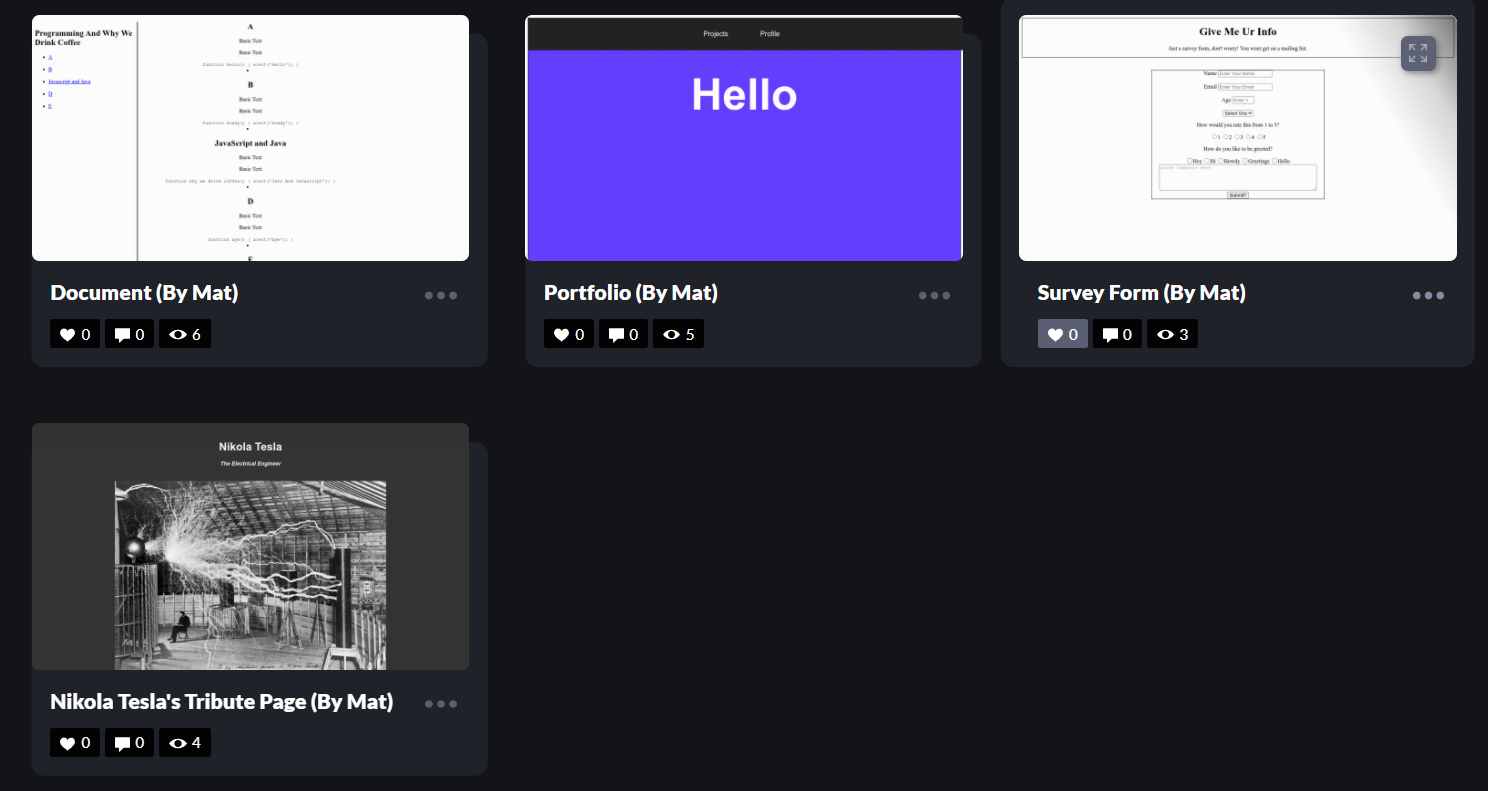 Programming And Why We
Drink Coffee
A
B
Javascript and Java
D
E
A
Basic Text
Basic Text
function hello() { alert("hello"); }
B
Basic Text
Basic Text
function howdy() { alert("howdy"); }
JavaScript and Java
Basic Text
Basic Text
function why we drink coffee() { alert("Java And Javascript"); }
D
Basic Text
Basic Text
function bye() { alert("bye"); }
E
Document (By Mat)
0 0 6
Projects Profile
Hello
Portfolio (By Mat)
0 0 5
Give Me Ur Info
Just a survey form, don't worry! You wont get on a mailing list.
Name Enter Your Name
Email Enter Your Email
Age
Select One
How would you rate this from 1 to 5?
1 2 3 4 5
How do you like to be greeted?
Hey Hi Howdy Greetings Hello
Submit?
Survey Form (By Mat)
0 0 3
Nikola Tesla
The Electrical Engineer
Nikola Tesla's Tribute Page (By Mat)
0 0 4